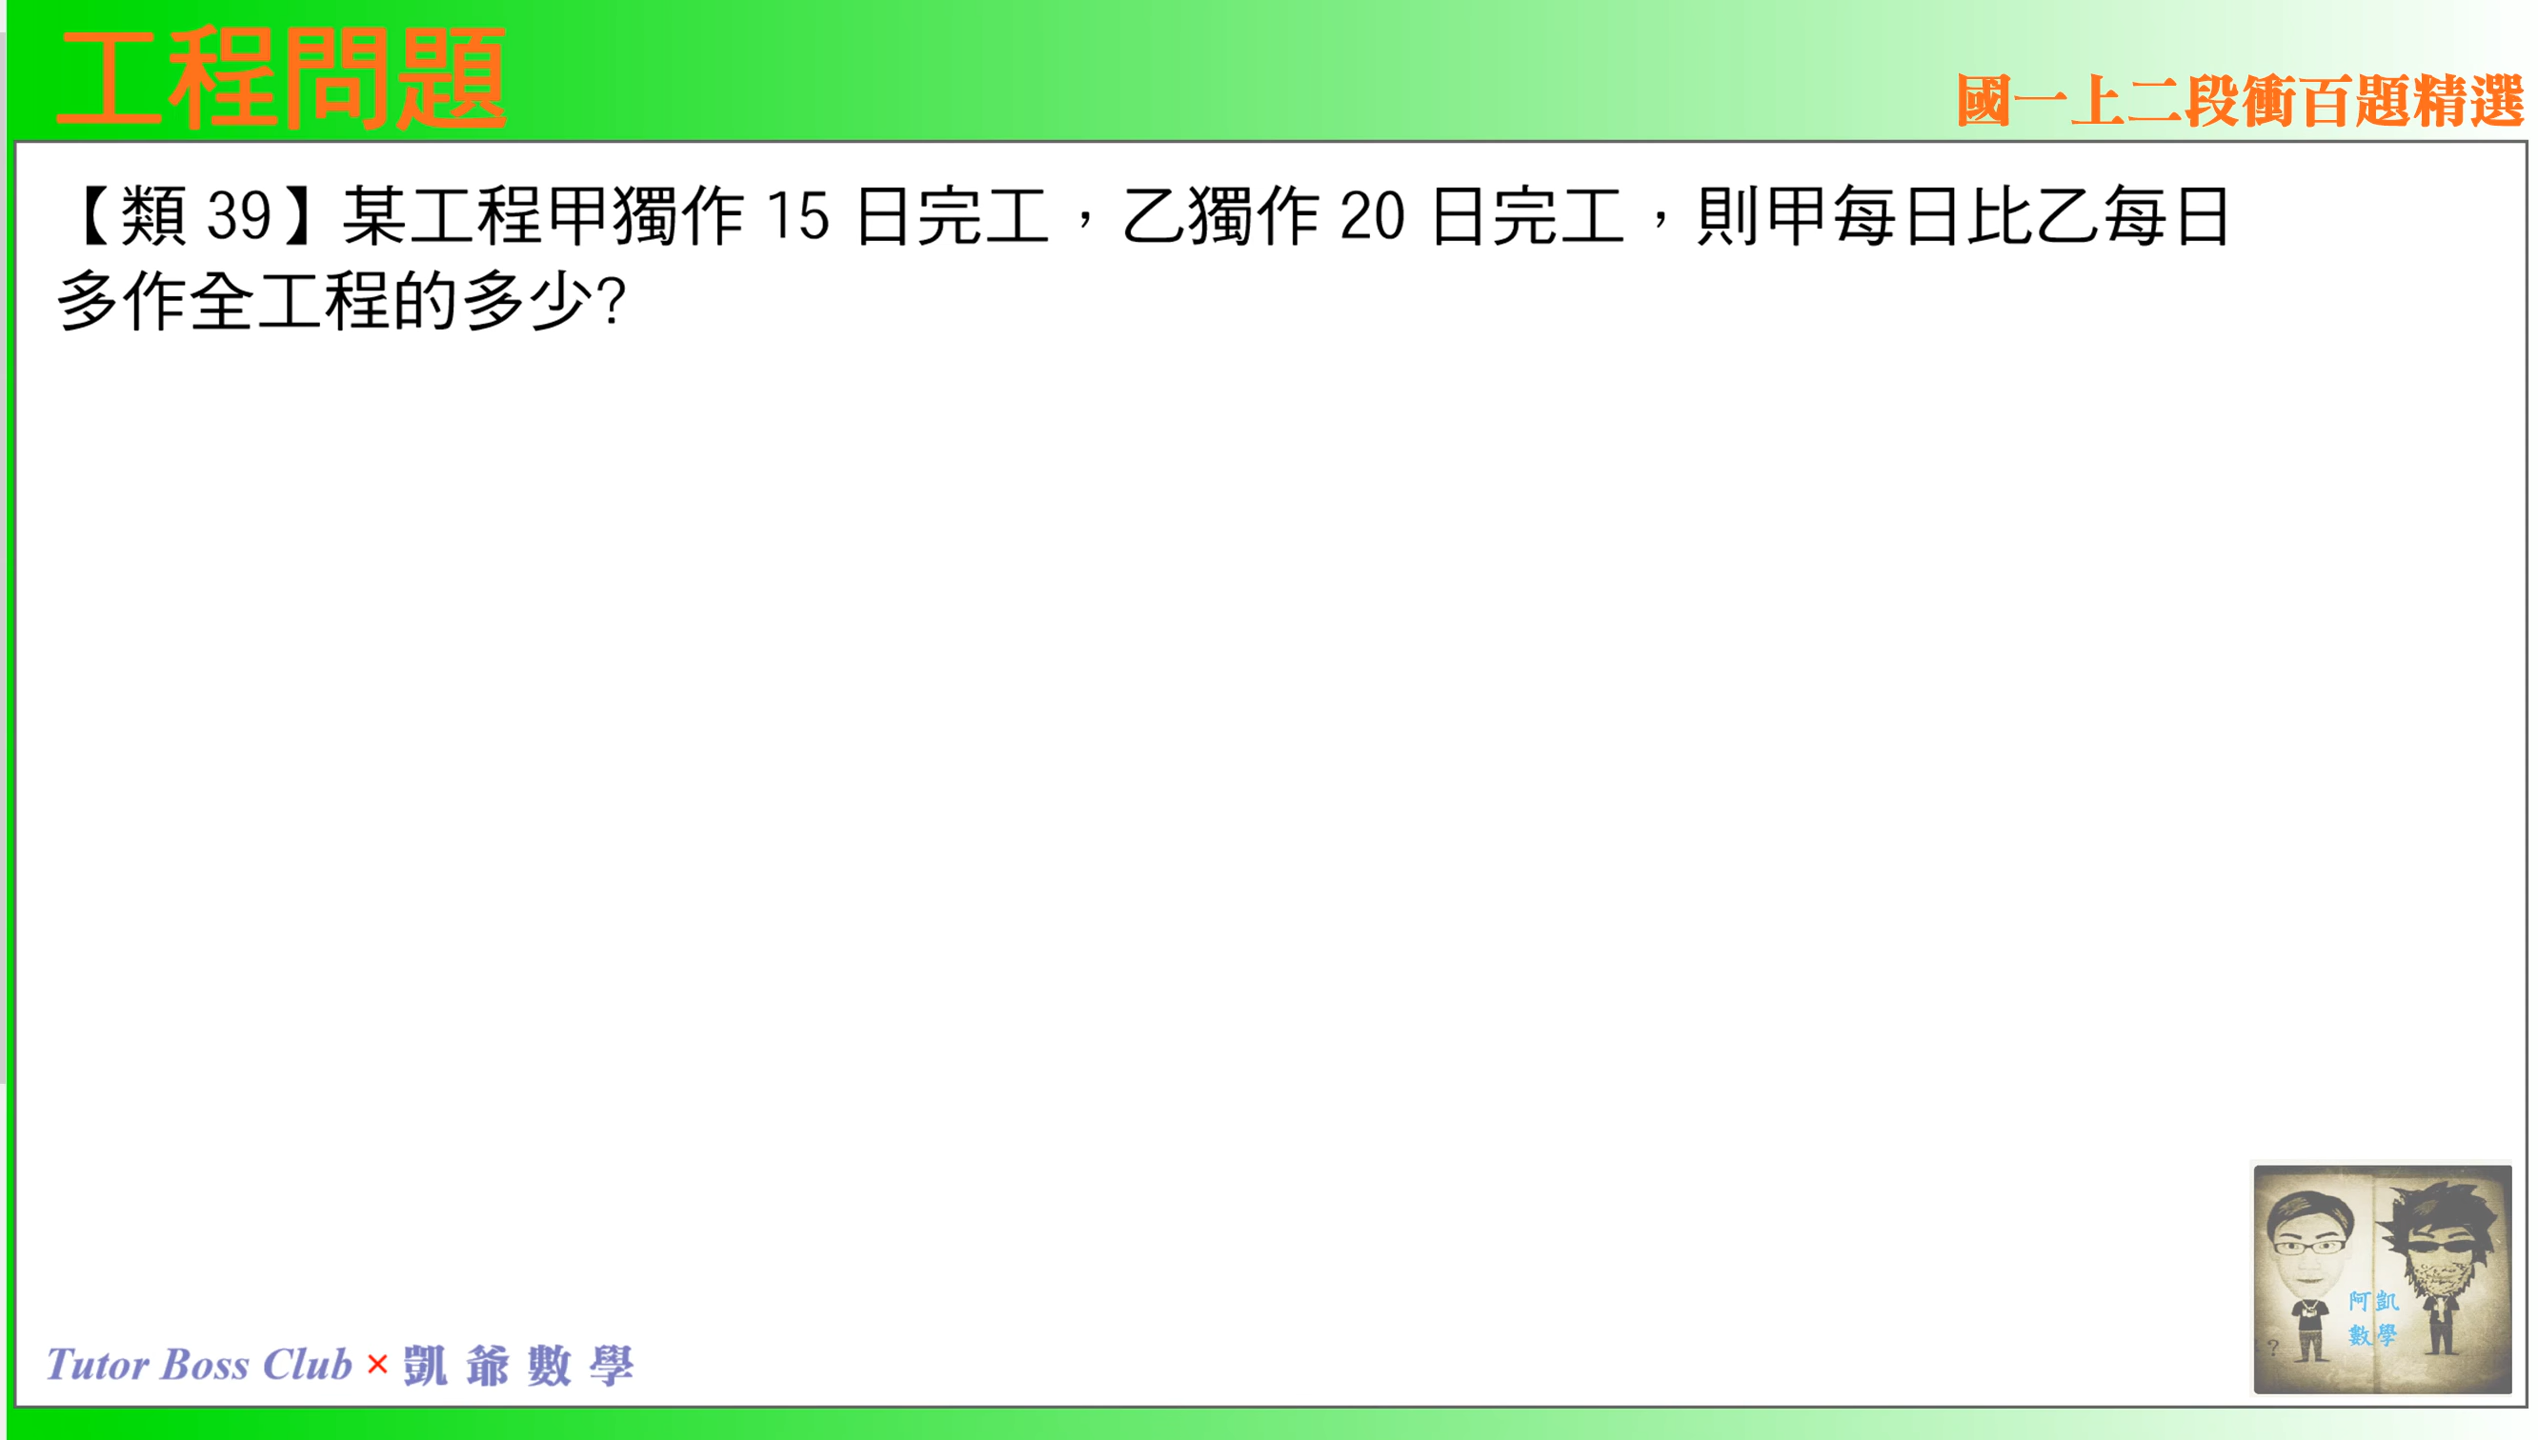 工程問題
國一上二段衝百題精選
【類 39】某工程甲獨作 15 日完工，乙獨作 20 日完工，則甲每日比乙每日
多作全工程的多少?
阿凱
數學
?
Tutor Boss Club × 凱爺數學